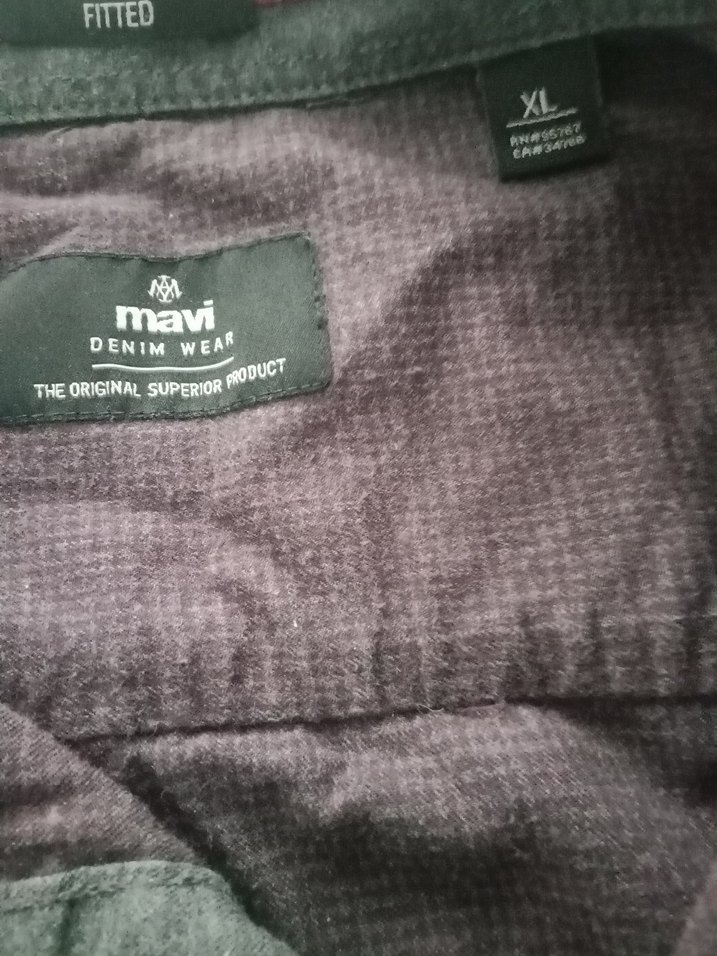 FITTED
XL
mavi
DENIM WEAR
THE ORIGINAL SUPERIOR PRODUCT